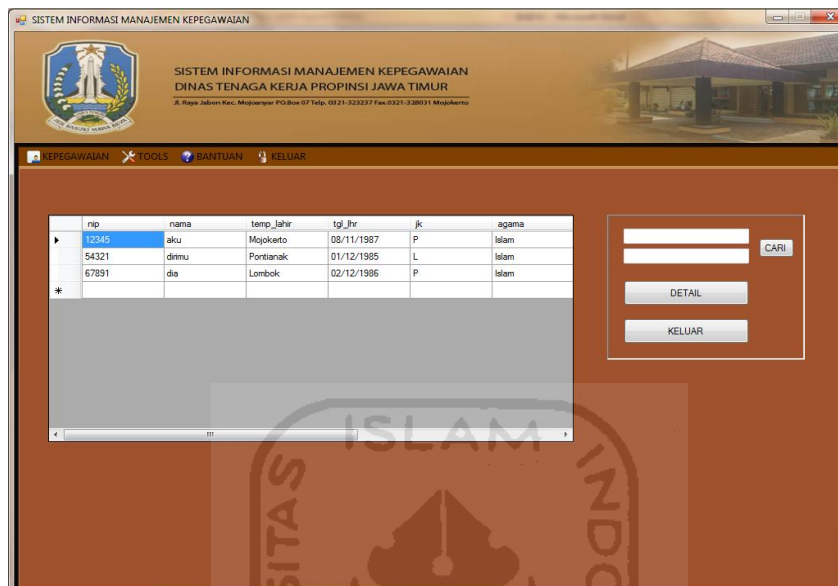 SISTEM INFORMASI MANAJEMEN KEPEGAWAIAN
SISTEM INFORMASI MANAJEMEN KEPEGAWAIAN
DINAS TENAGA KERJA PROPINSI JAWA TIMUR
Jl. Raya Jabon Kec. Mojoanyar PO.Box 07 Telp. 0321-323237 Fax.0321-328031 Mojokerto
KEPEGAWAIAN TOOLS BANTUAN KELUAR
nip nama temp_lahir tgl_lhr jk agama
12345 aku Mojokerto 08/11/1987 P Islam
54321 dirimu Pontianak 01/12/1985 L Islam
67891 dia Lombok 02/12/1986 P Islam
CARI
DETAIL
KELUAR
ISLAM